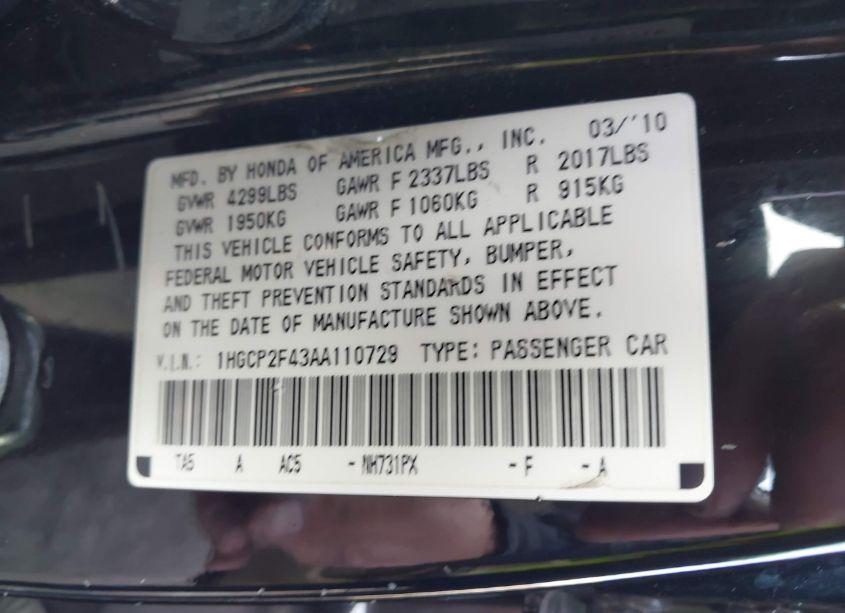 MFD. BY HONDA OF AMERICA MFG., INC. 03/'10
GVWR 4299LBS GAWR F 2337LBS R 2017LBS
GVWR 1950KG GAWR F 1060KG R 915KG
THIS VEHICLE CONFORMS TO ALL APPLICABLE
FEDERAL MOTOR VEHICLE SAFETY, BUMPER,
AND THEFT PREVENTION STANDARDS IN EFFECT
ON THE DATE OF MANUFACTURE SHOWN ABOVE.
V.I.N.: 1HGCP2F43AA110729 TYPE: PASSENGER CAR
TA5 A AC5 - NH731PX - F - A